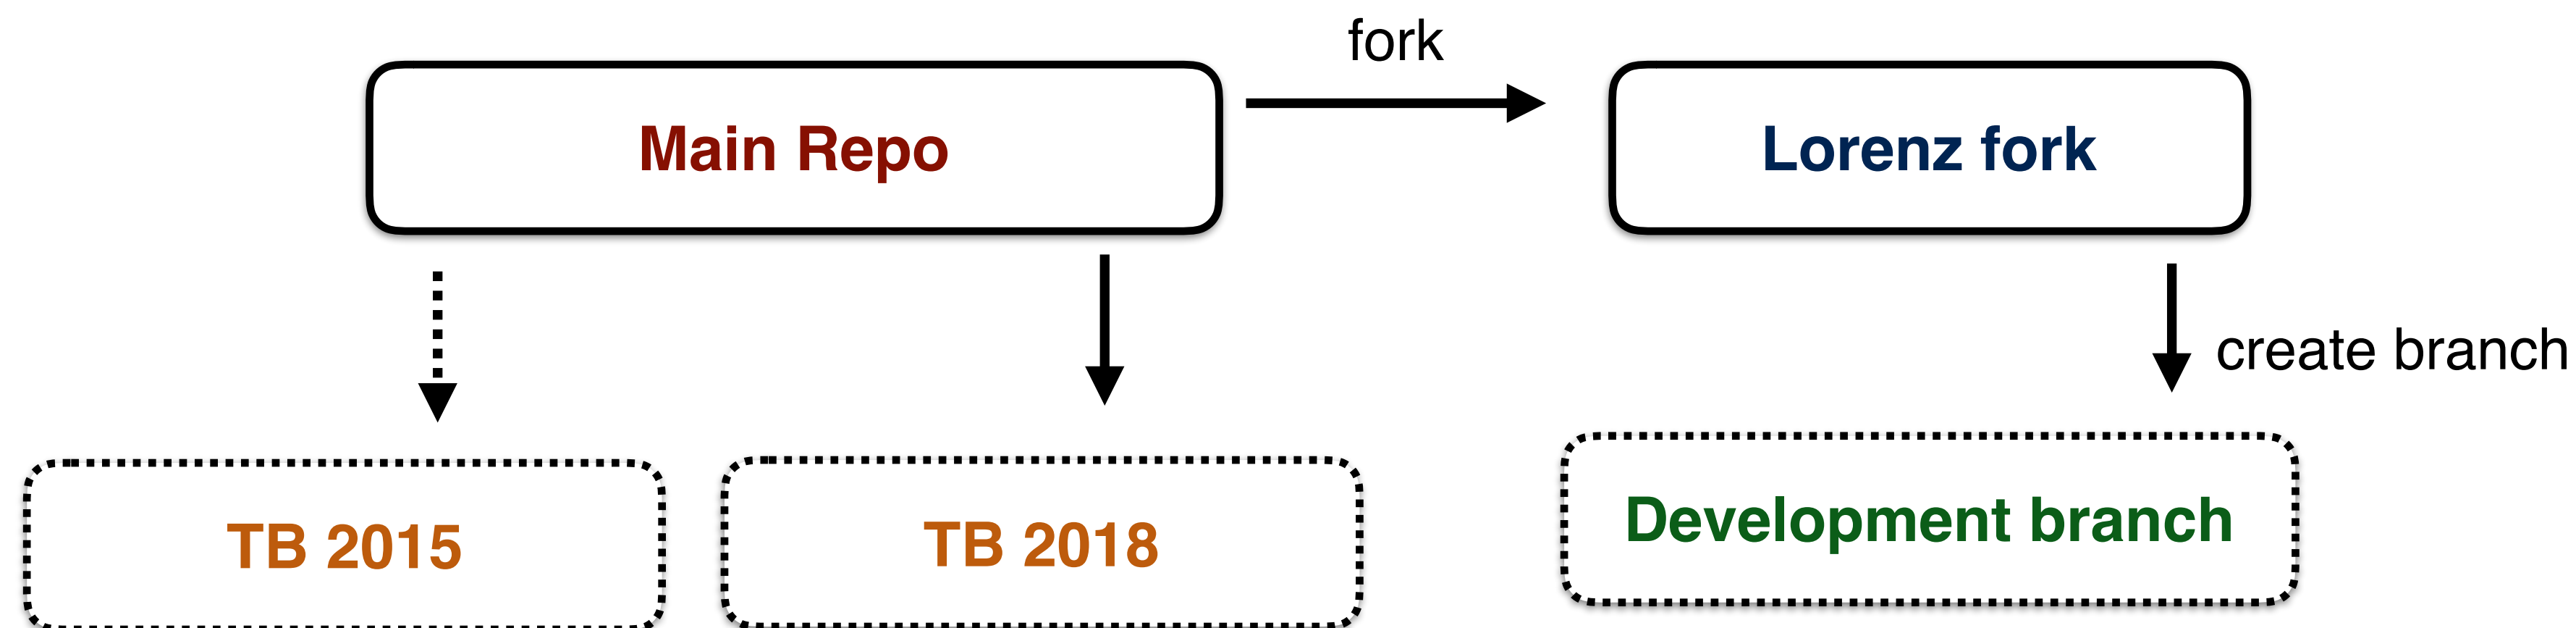 fork
Main Repo
Lorenz fork
create branch
TB 2015
TB 2018
Development branch